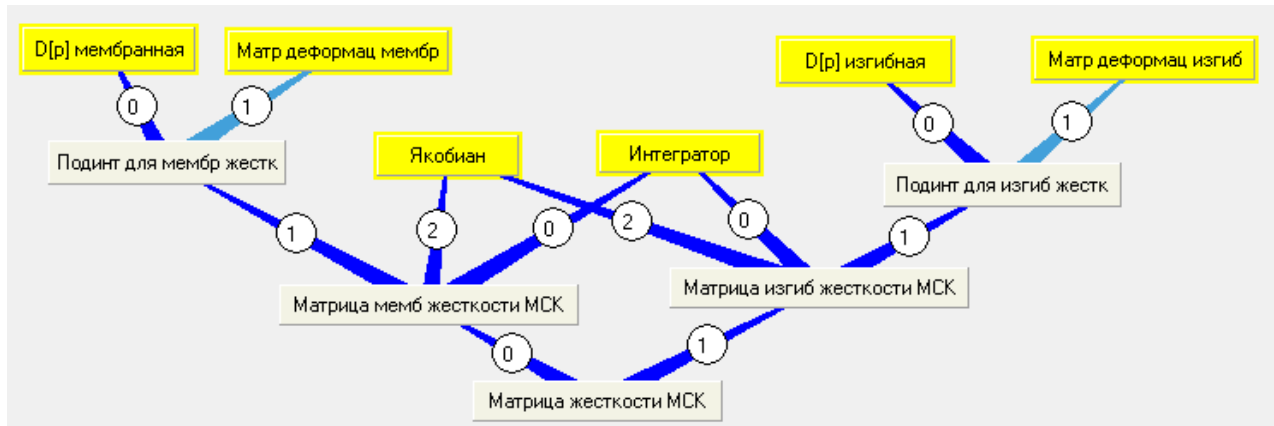 D[p] мембранная
Матр деформац мембр
D[p] изгибная
Матр деформац изгиб
0
1
0
1
Подинт для мембр жестк
Якобиан
Интегратор
Подинт для изгиб жестк
1
2
0
2
0
1
Матрица мемб жесткости МСК
Матрица изгиб жесткости МСК
0
1
Матрица жесткости МСК